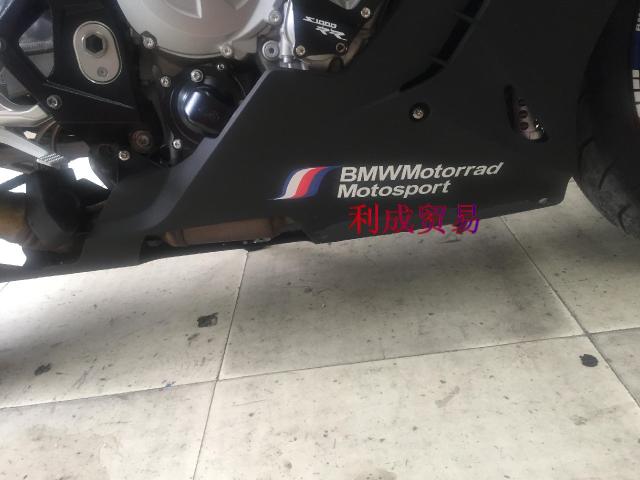 S1000
RR
BMWMotorrad
Motosport
利成贸易